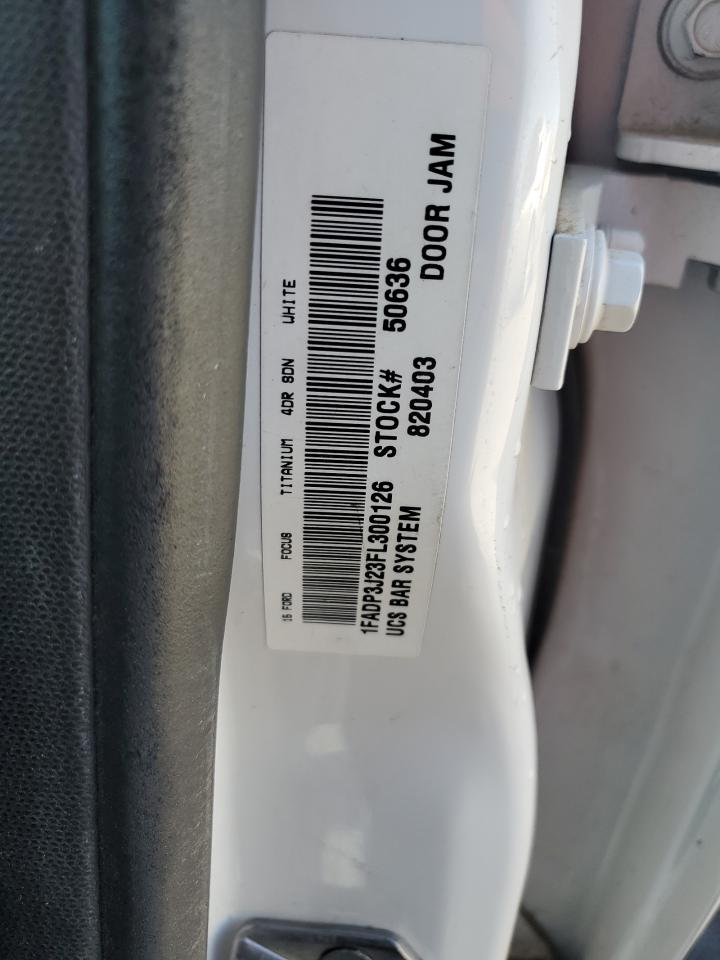 15 FORD FOCUS TITANIUM 4DR SDN WHITE
1FADP3J23FL300126 STOCK# 50636
UCS BAR SYSTEM 820403 DOOR JAM